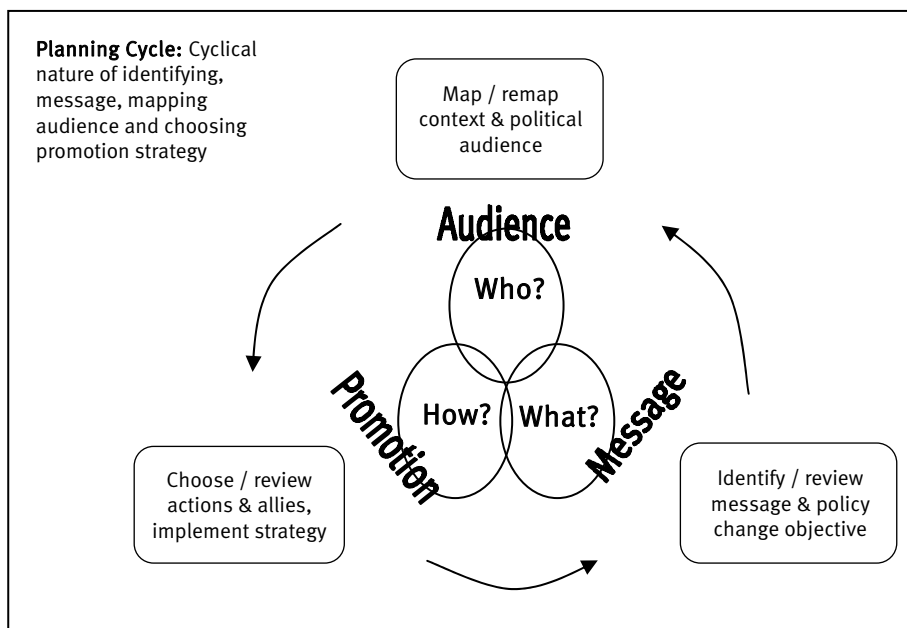 Planning Cycle: Cyclical
nature of identifying,
message, mapping
audience and choosing
promotion strategy
Map / remap
context & political
audience
Audience
Who?
Promotion
How?
What?
Message
Choose / review
actions & allies,
implement strategy
Identify / review
message & policy
change objective